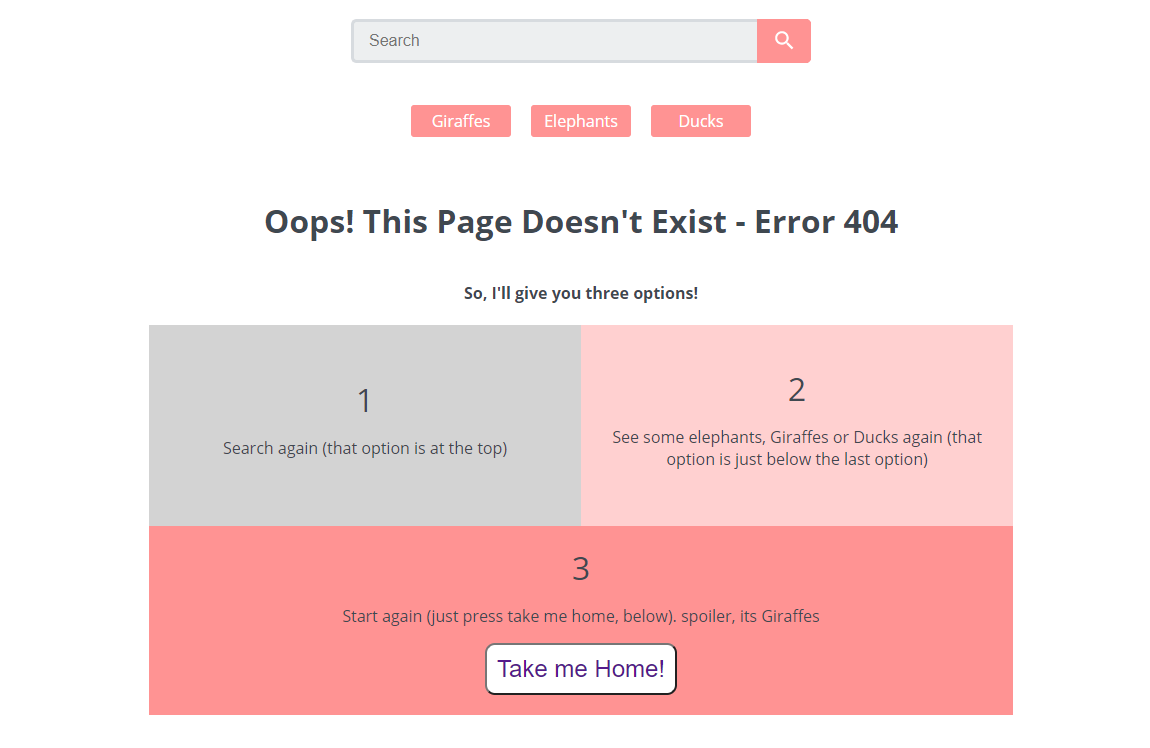 Search
Giraffes
Elephants
Ducks
Oops! This Page Doesn't Exist - Error 404
So, I'll give you three options!
1
Search again (that option is at the top)
2
See some elephants, Giraffes or Ducks again (that
option is just below the last option)
3
Start again (just press take me home, below). spoiler, its Giraffes
Take me Home!